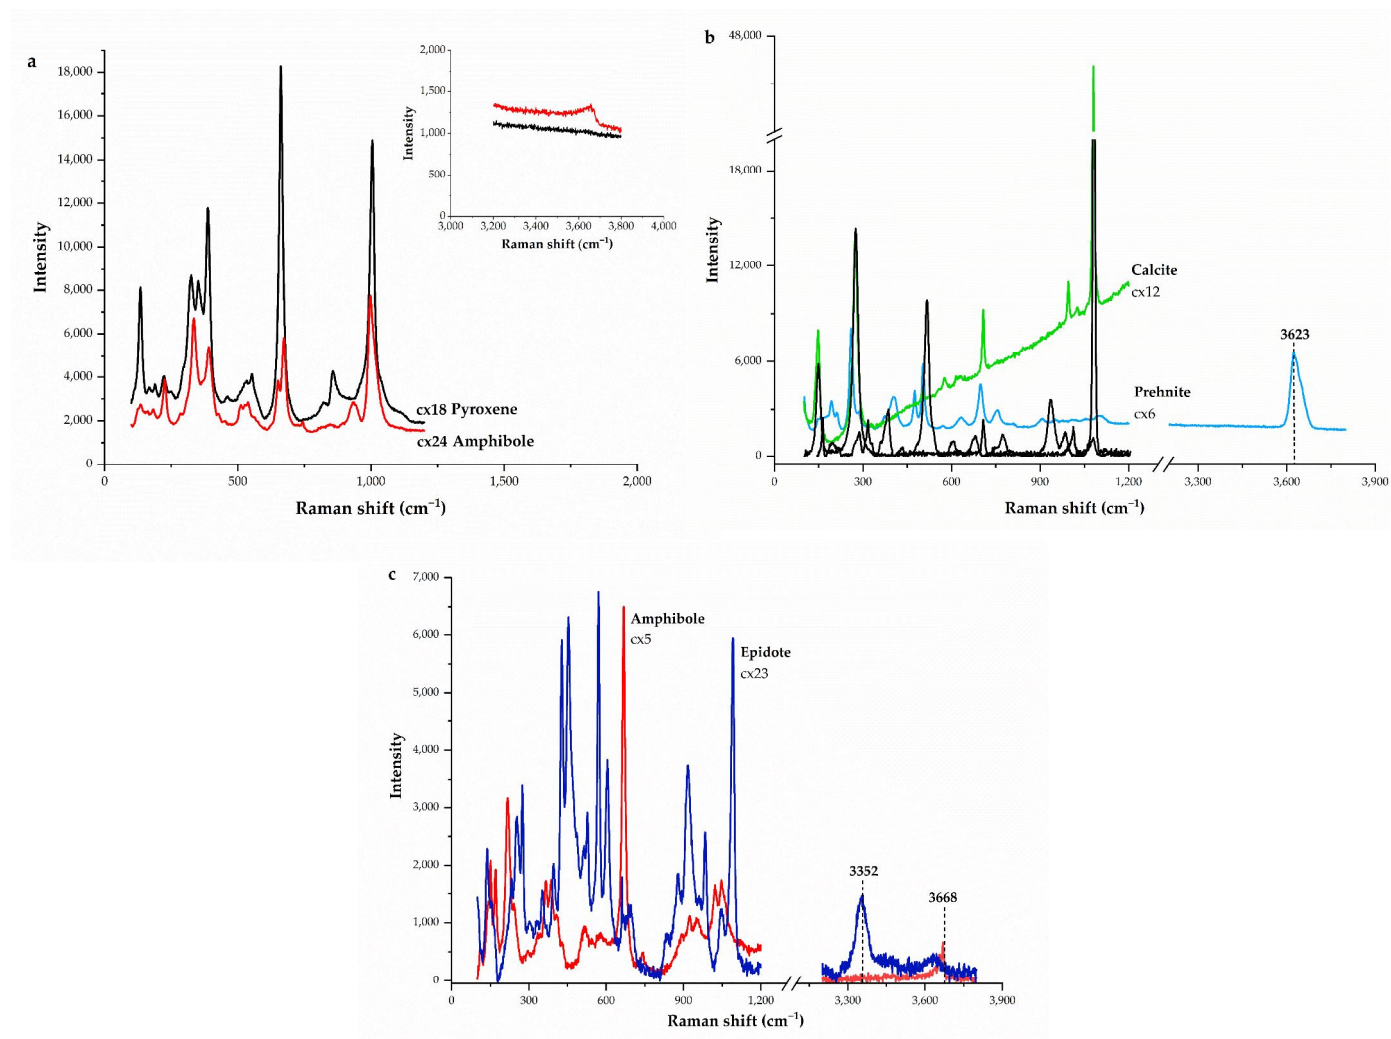 a
18,000
16,000
14,000
12,000
10,000
8,000
6,000
4,000
2,000
0
Intensity
0
500
1,000
1,500
2,000
Raman shift (cm⁻¹)
cx18 Pyroxene
cx24 Amphibole
2,000
1,500
1,000
500
0
Intensity
3,000
3,200
3,400
3,600
3,800
4,000
Raman shift (cm⁻¹)
b
48,000
18,000
12,000
6,000
0
Intensity
Calcite
cx12
Prehnite
cx6
3623
0
300
600
900
1,200
3,300
3,600
3,900
Raman shift (cm⁻¹)
c
7,000
6,000
5,000
4,000
3,000
2,000
1,000
0
Intensity
Amphibole
cx5
Epidote
cx23
3352
3668
0
300
600
900
1,200
3,300
3,600
3,900
Raman shift (cm⁻¹)